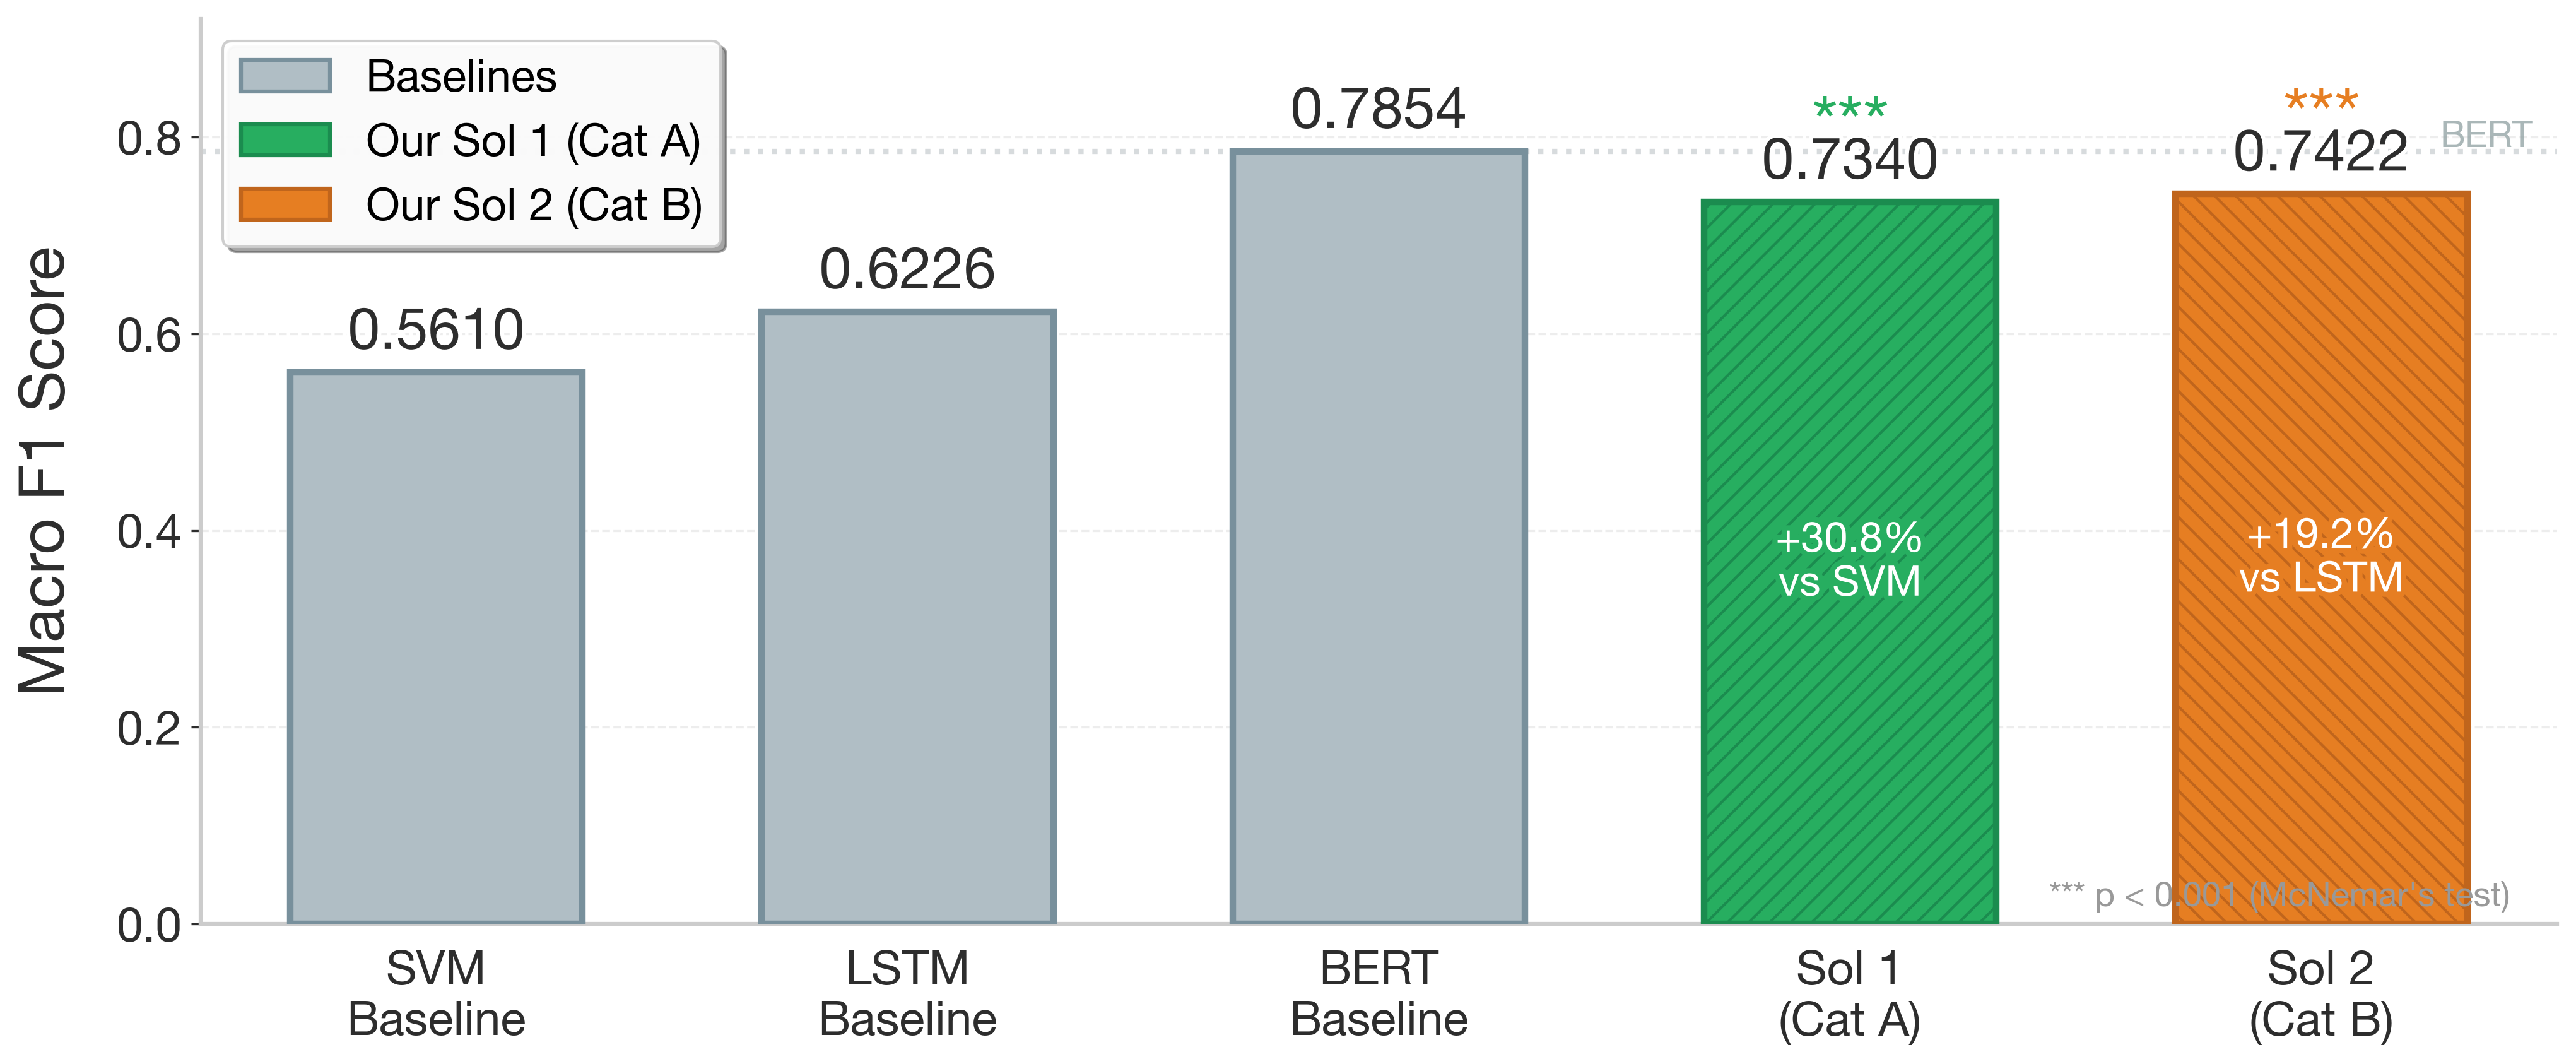 Macro F1 Score
0.8
0.6
0.4
0.2
0.0
Baselines
Our Sol 1 (Cat A)
Our Sol 2 (Cat B)
0.5610
0.6226
0.7854
***
0.7340
***
0.7422
BERT
+30.8%
vs SVM
+19.2%
vs LSTM
*** p < 0.001 (McNemar's test)
SVM
Baseline
LSTM
Baseline
BERT
Baseline
Sol 1
(Cat A)
Sol 2
(Cat B)